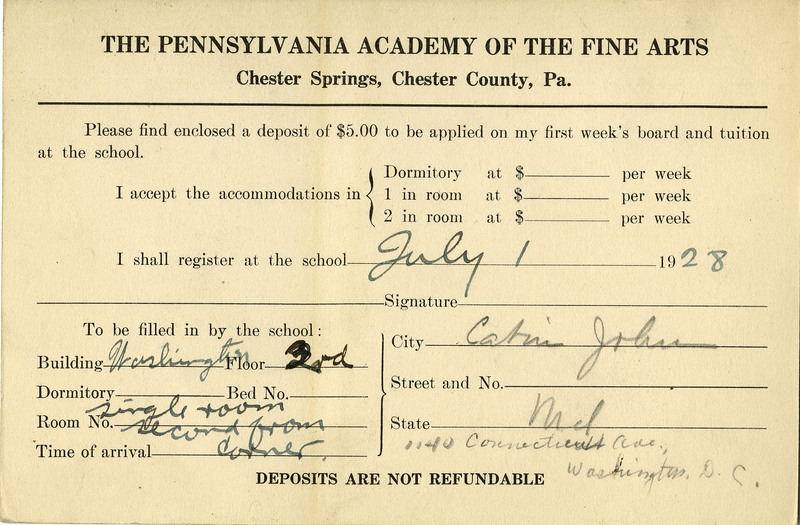 THE PENNSYLVANIA ACADEMY OF THE FINE ARTS
Chester Springs, Chester County, Pa.
Please find enclosed a deposit of $5.00 to be applied on my first week's board and tuition
at the school.
I accept the accommodations in
Dormitory at $ per week
1 in room at $ per week
2 in room at $ per week
I shall register at the school July 1 1928
Signature
To be filled in by the school:
Building Washington Floor 2nd
Dormitory Bed No.
Room No. single room
second from
Time of arrival corner.
City Cabin John
Street and No.
State Md
1140 Connecticut Ave.,
Washington, D. C.
DEPOSITS ARE NOT REFUNDABLE